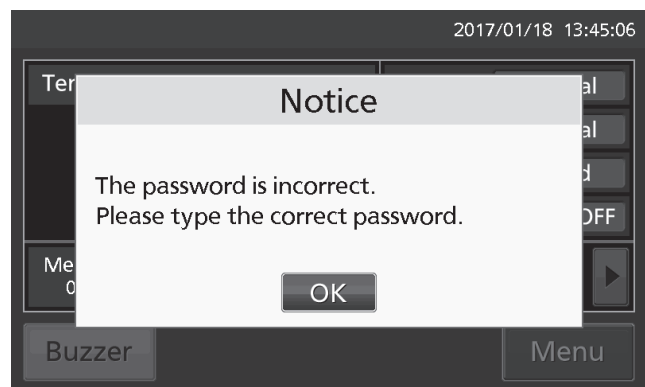 2017/01/18 13:45:06
Notice
The password is incorrect.
Please type the correct password.
OK
Buzzer
Menu